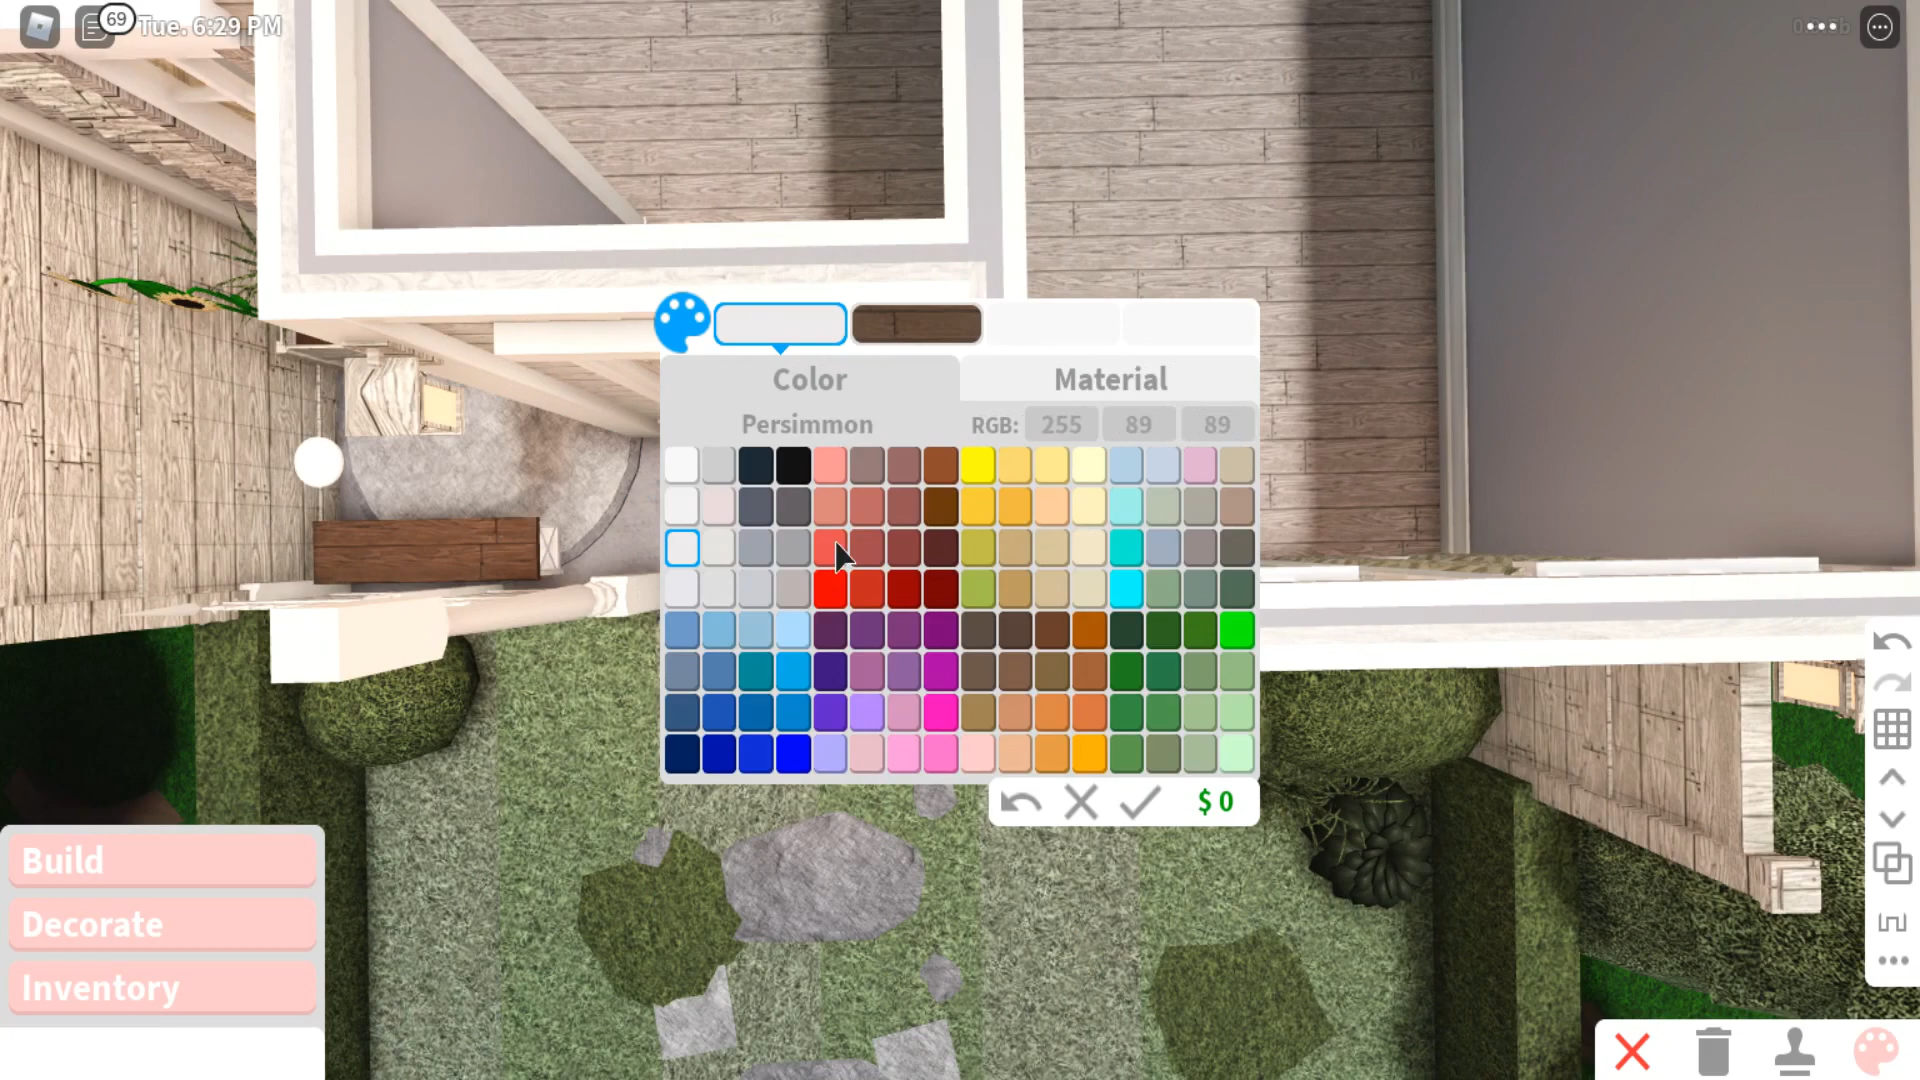 69
Tue. 6:29 PM
Color
Material
Persimmon
RGB:
255
89
89
$ 0
Build
Decorate
Inventory